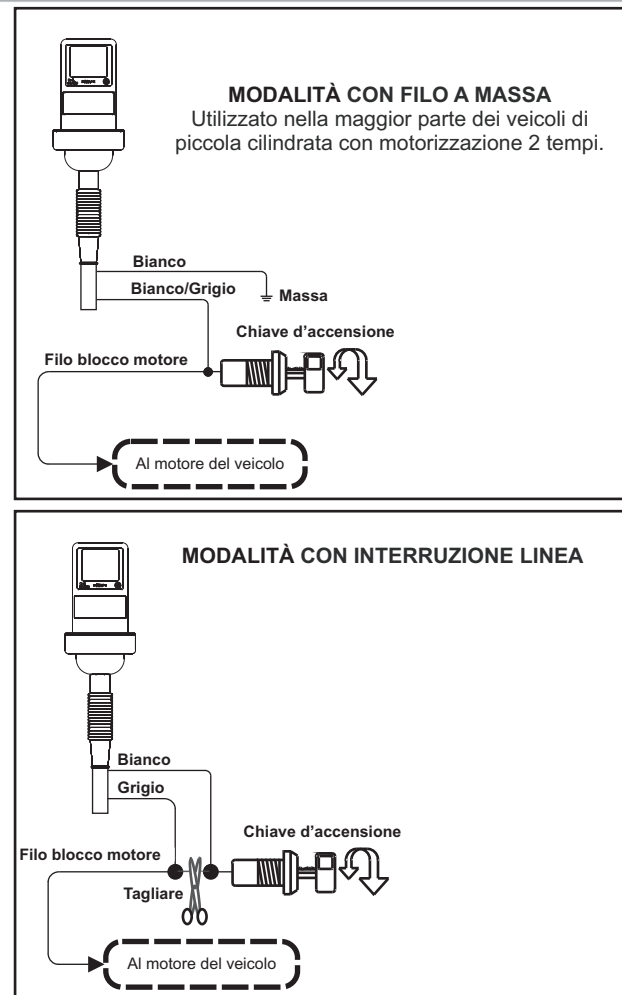 MODALITÀ CON FILO A MASSA
Utilizzato nella maggior parte dei veicoli di
piccola cilindrata con motorizzazione 2 tempi.
Bianco
Bianco/Grigio
Massa
Chiave d'accensione
Filo blocco motore
Al motore del veicolo
MODALITÀ CON INTERRUZIONE LINEA
Bianco
Grigio
Chiave d'accensione
Filo blocco motore
Tagliare
Al motore del veicolo